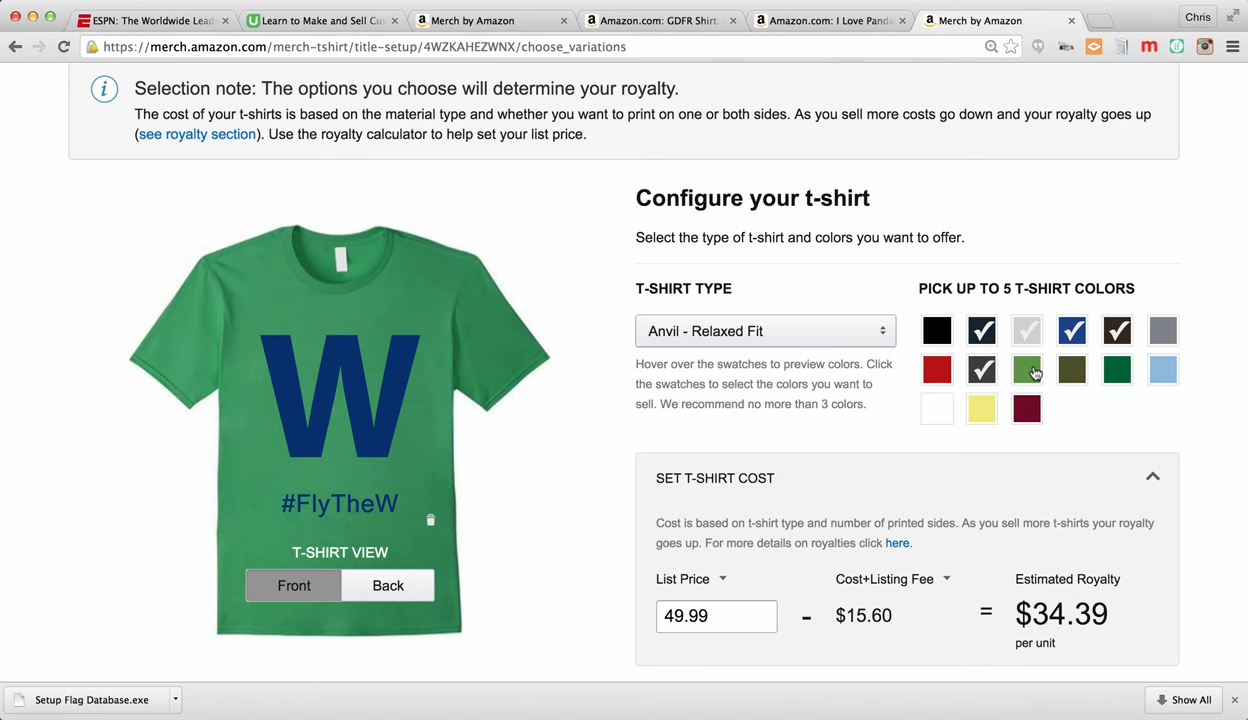 ESPN: The Worldwide Lead
Learn to Make and Sell Cus
Merch by Amazon
Amazon.com: GDFR Shirt:
Amazon.com: I Love Panda
Merch by Amazon
Chris
https://merch.amazon.com/merch-tshirt/title-setup/4WZKAHEZWNX/choose_variations
Selection note: The options you choose will determine your royalty.
The cost of your t-shirts is based on the material type and whether you want to print on one or both sides. As you sell more costs go down and your royalty goes up
(see royalty section). Use the royalty calculator to help set your list price.
Configure your t-shirt
Select the type of t-shirt and colors you want to offer.
T-SHIRT TYPE
Anvil - Relaxed Fit
Hover over the swatches to preview colors. Click
the swatches to select the colors you want to
sell. We recommend no more than 3 colors.
PICK UP TO 5 T-SHIRT COLORS
W
#FlyTheW
T-SHIRT VIEW
Front
Back
SET T-SHIRT COST
Cost is based on t-shirt type and number of printed sides. As you sell more t-shirts your royalty
goes up. For more details on royalties click here.
List Price
Cost+Listing Fee
Estimated Royalty
49.99
-
$15.60
=
$34.39
per unit
Setup Flag Database.exe
Show All